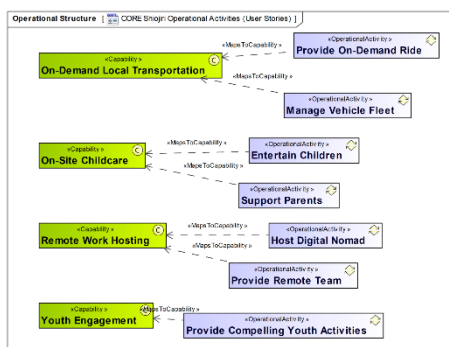 Operational Structure [ CORE Shiojiri Operational Activities (User Stories) ]
«Capability»
On-Demand Local Transportation
«MapsToCapability »
«OperationalActivity»
Provide On-Demand Ride
«MapsToCapability »
«OperationalActivity»
Manage Vehicle Fleet
«Capability»
On-Site Childcare
«MapsToCapability »
«OperationalActivity»
Entertain Children
«MapsToCapability »
«OperationalActivity»
Support Parents
«Capability»
Remote Work Hosting
«MapsToCapability »
«OperationalActivity»
Host Digital Nomad
«MapsToCapability »
«OperationalActivity»
Provide Remote Team
«Capability»
Youth Engagement
«MapsToCapability »
«OperationalActivity»
Provide Compelling Youth Activities